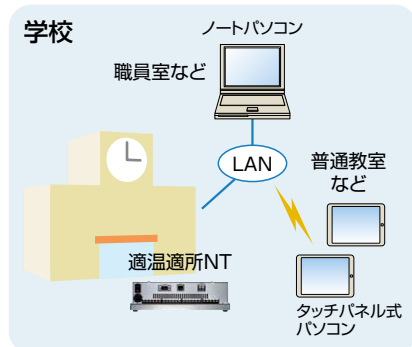 学校
ノートパソコン
職員室など
LAN
普通教室
など
適温適所NT
タッチパネル式
パソコン